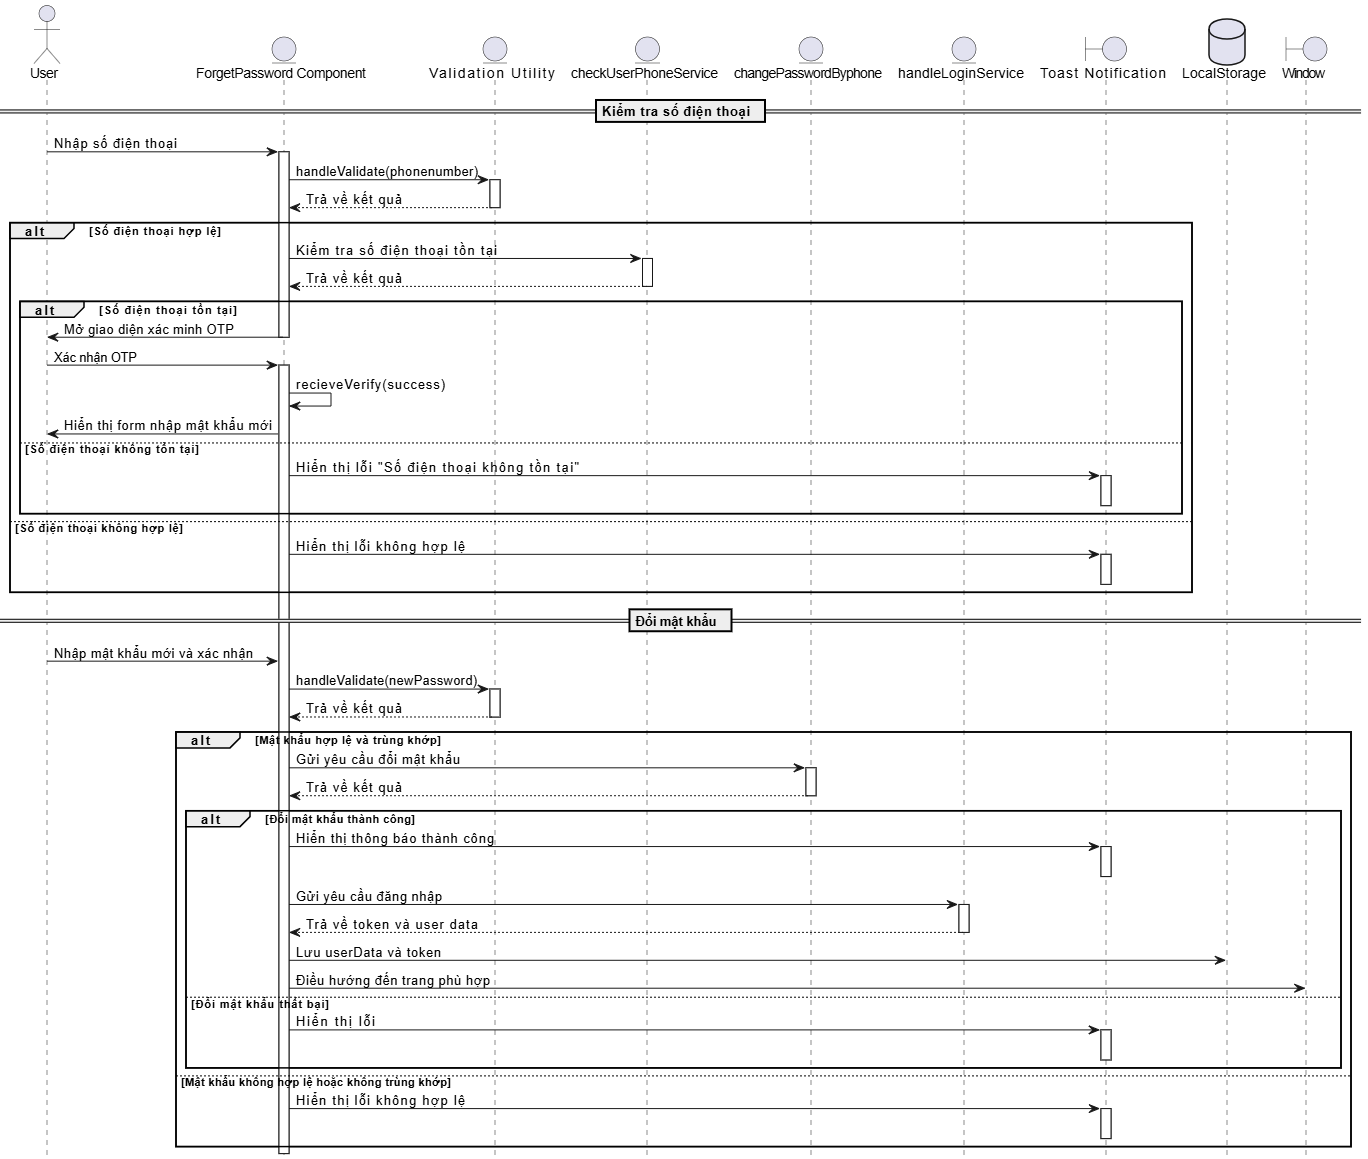 User
ForgetPassword Component
Validation Utility
checkUserPhoneService
changePasswordByphone
handleLoginService
Toast Notification
LocalStorage
Window
Kiểm tra số điện thoại
Nhập số điện thoại
handleValidate(phonenumber)
Trả về kết quả
alt [Số điện thoại hợp lệ]
Kiểm tra số điện thoại tồn tại
Trả về kết quả
alt [Số điện thoại tồn tại]
Mở giao diện xác minh OTP
Xác nhận OTP
recieveVerify(success)
Hiển thị form nhập mật khẩu mới
[Số điện thoại không tồn tại]
Hiển thị lỗi "Số điện thoại không tồn tại"
[Số điện thoại không hợp lệ]
Hiển thị lỗi không hợp lệ
Đổi mật khẩu
Nhập mật khẩu mới và xác nhận
handleValidate(newPassword)
Trả về kết quả
alt [Mật khẩu hợp lệ và trùng khớp]
Gửi yêu cầu đổi mật khẩu
Trả về kết quả
alt [Đổi mật khẩu thành công]
Hiển thị thông báo thành công
Gửi yêu cầu đăng nhập
Trả về token và user data
Lưu userData và token
Điều hướng đến trang phù hợp
[Đổi mật khẩu thất bại]
Hiển thị lỗi
[Mật khẩu không hợp lệ hoặc không trùng khớp]
Hiển thị lỗi không hợp lệ